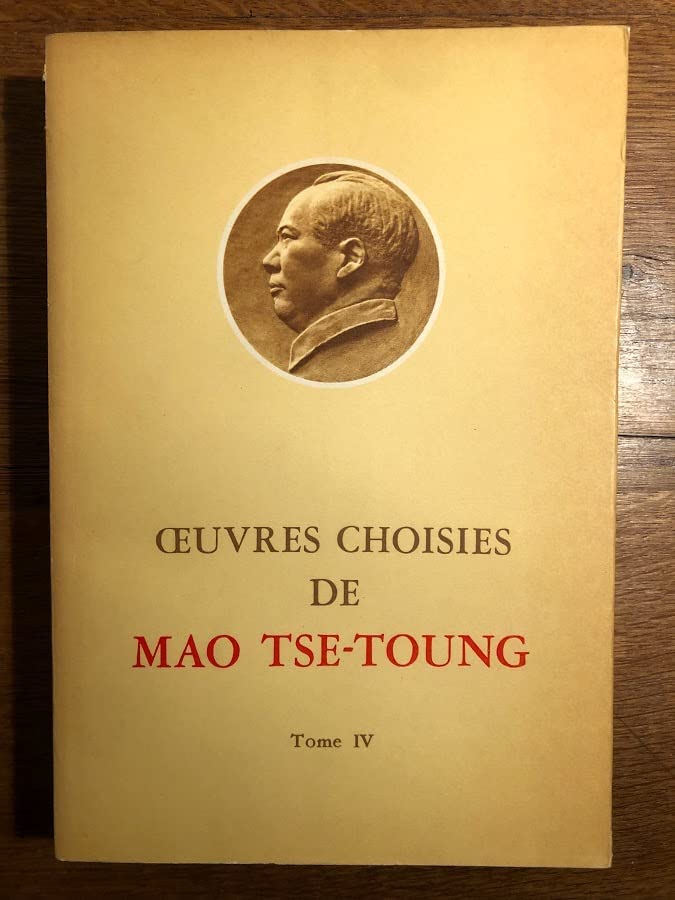 ŒUVRES CHOISIES
DE
MAO TSE-TOUNG
Tome IV